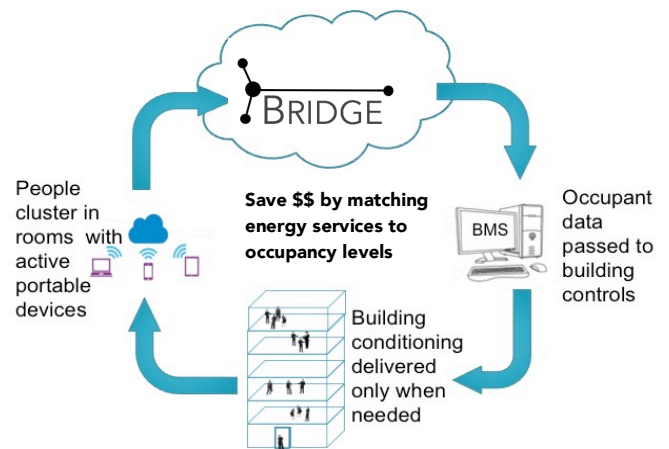 BRIDGE
People
cluster in
rooms with
active
portable
devices
Save $$ by matching
energy services to
occupancy levels
BMS
Occupant
data
passed to
building
controls
Building
conditioning
delivered
only when
needed